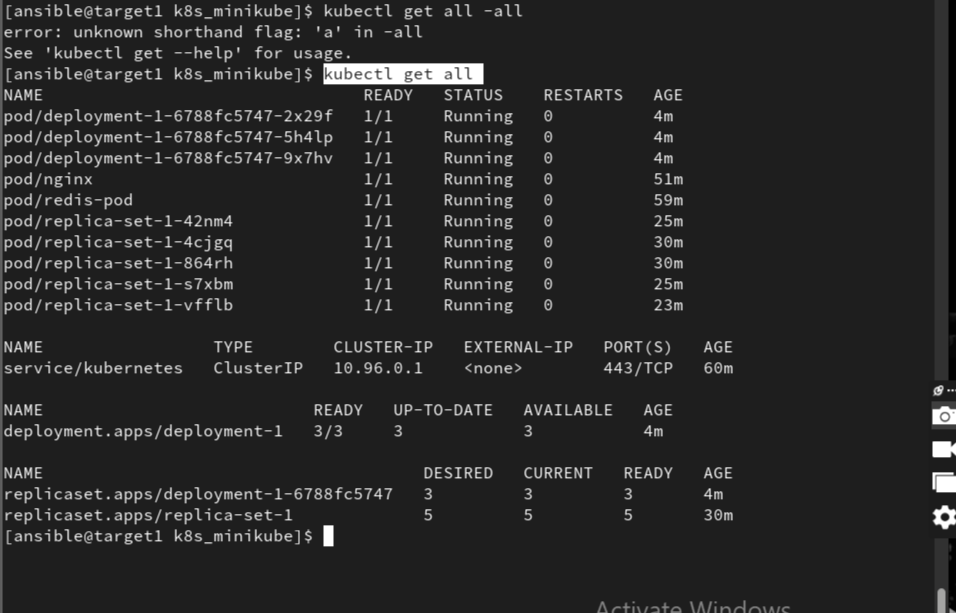 [ansible@target1 k8s_minikube]$ kubectl get all -all
error: unknown shorthand flag: 'a' in -all
See 'kubectl get --help' for usage.
[ansible@target1 k8s_minikube]$ kubectl get all
NAME READY STATUS RESTARTS AGE
pod/deployment-1-6788fc5747-2x29f 1/1 Running 0 4m
pod/deployment-1-6788fc5747-5h4lp 1/1 Running 0 4m
pod/deployment-1-6788fc5747-9x7hv 1/1 Running 0 4m
pod/nginx 1/1 Running 0 51m
pod/redis-pod 1/1 Running 0 59m
pod/replica-set-1-42nm4 1/1 Running 0 25m
pod/replica-set-1-4cjgq 1/1 Running 0 30m
pod/replica-set-1-864rh 1/1 Running 0 30m
pod/replica-set-1-s7xbm 1/1 Running 0 25m
pod/replica-set-1-vfflb 1/1 Running 0 23m
NAME TYPE CLUSTER-IP EXTERNAL-IP PORT(S) AGE
service/kubernetes ClusterIP 10.96.0.1 <none> 443/TCP 60m
NAME READY UP-TO-DATE AVAILABLE AGE
deployment.apps/deployment-1 3/3 3 3 4m
NAME DESIRED CURRENT READY AGE
replicaset.apps/deployment-1-6788fc5747 3 3 3 4m
replicaset.apps/replica-set-1 5 5 5 30m
[ansible@target1 k8s_minikube]$
Activate Windows